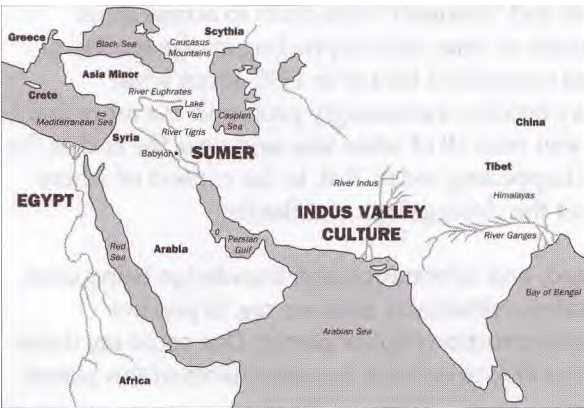 Greece
Black Sea
Scythia
Caucasus
Mountains
Asia Minor
Crete
River Euphrates
Lake
Van
Caspian
Sea
Mediterranean Sea
Syria
River Tigris
Babylon
SUMER
China
Tibet
Himalayas
River Indus
EGYPT
INDUS VALLEY
CULTURE
River Ganges
Red
Sea
Arabia
Persian
Gulf
Bay of Bengal
Arabian Sea
Africa